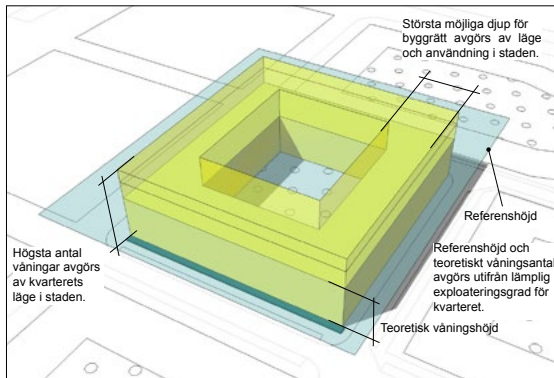 Största möjliga djup för
byggrätt avgörs av läge
och användning i staden.
Referenshöjd
Högsta antal
våningar avgörs
av kvarterets
läge i staden.
Referenshöjd och
teoretiskt våningsantal
avgörs utifrån lämplig
exploateringsgrad för
kvarteret.
Teoretisk våningshöjd